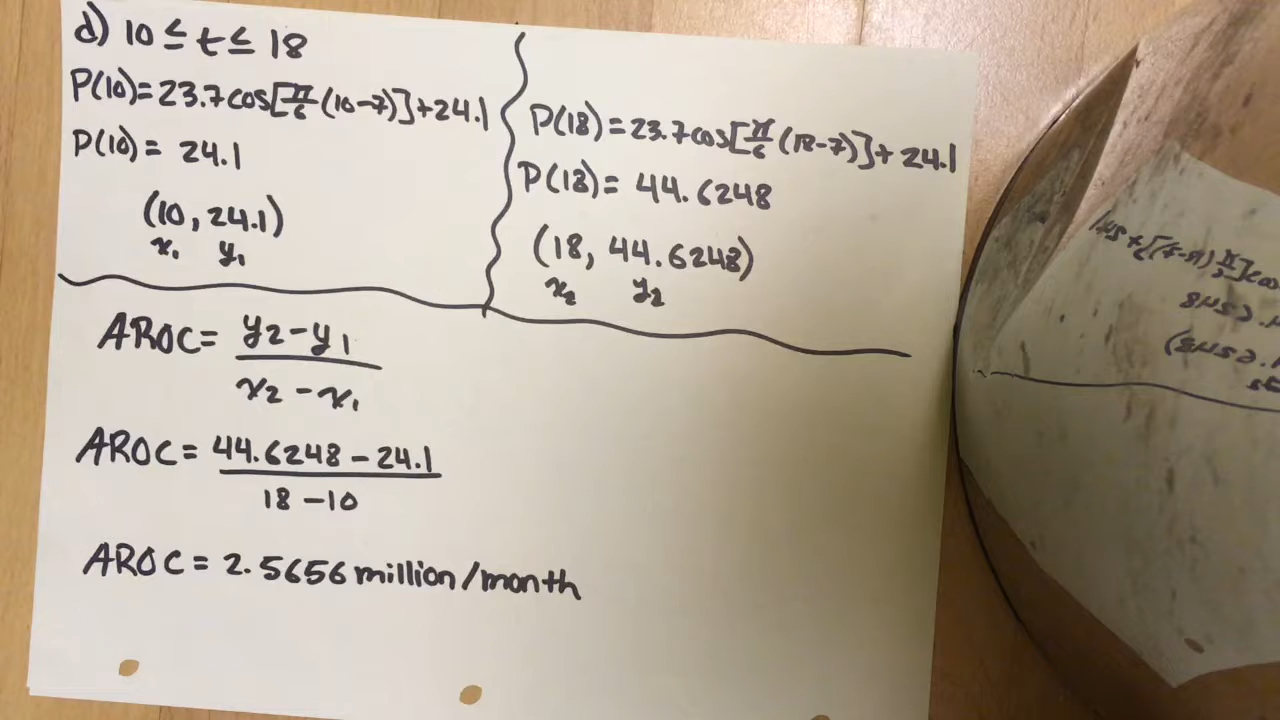 d) 10 ≤ t ≤ 18
P(10)=23.7cos[π/6 (10-7)]+24.1
P(10)= 24.1
(10, 24.1)
x₁ y₁
P(18)=23.7cos[π/6 (18-7)]+24.1
P(18)= 44.6248
(18, 44.6248)
x₂ y₂
AROC= y₂-y₁
x₂-x₁
AROC= 44.6248-24.1
18-10
AROC= 2.5656 million/month